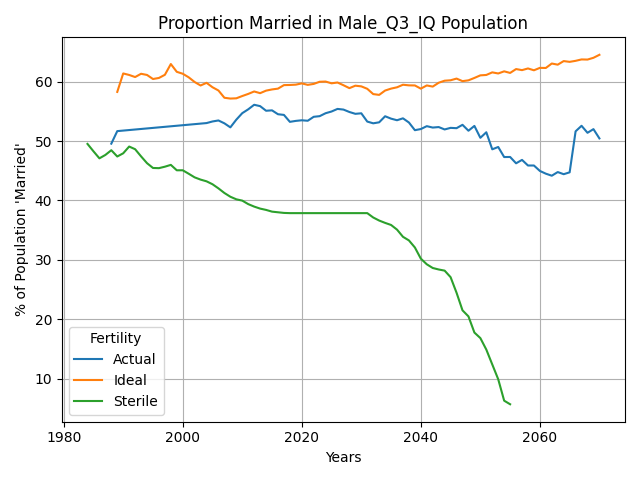 Proportion Married in Male_Q3_IQ Population
% of Population 'Married'
60
50
40
30
20
10
Fertility
Actual
Ideal
Sterile
1980
2000
2020
2040
2060
Years